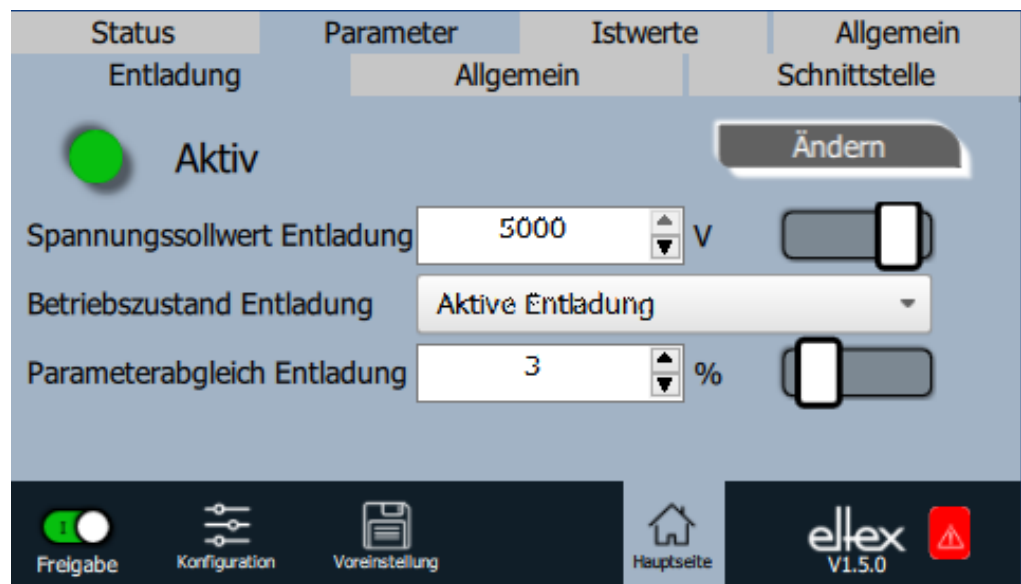 Status Parameter Istwerte Allgemein
Entladung Allgemein Schnittstelle
Aktiv Ändern
Spannungssollwert Entladung 5000 V
Betriebszustand Entladung Aktive Entladung
Parameterabgleich Entladung 3 %
I
Freigabe Konfiguration Voreinstellung Hauptseite eltex
V1.5.0